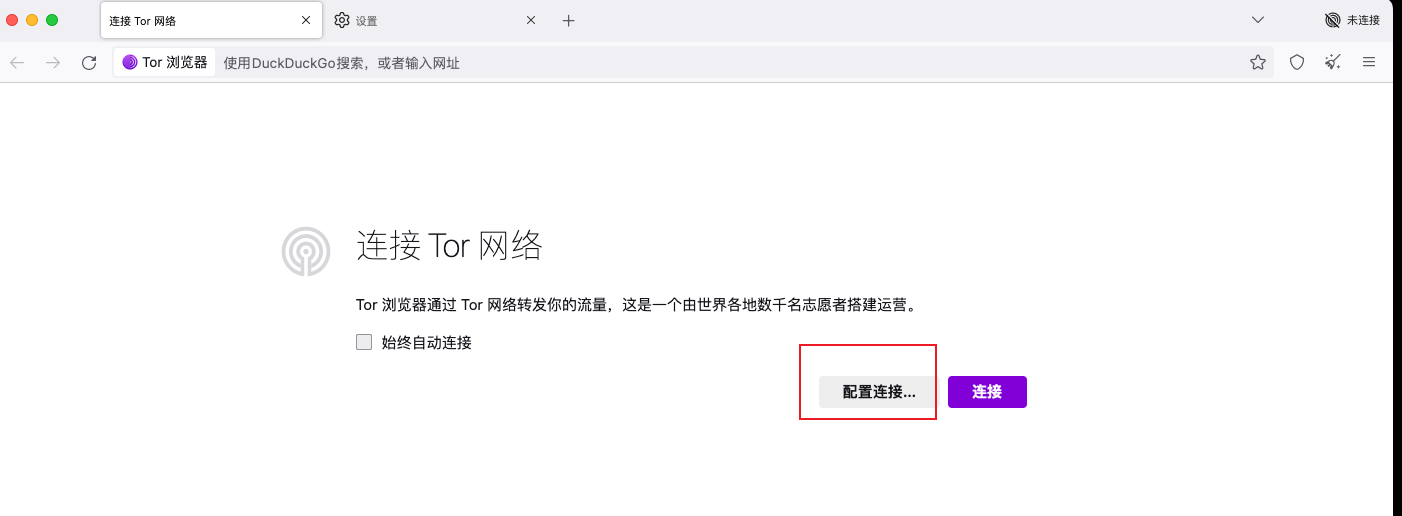 连接 Tor 网络
设置
未连接
Tor 浏览器
使用DuckDuckGo搜索，或者输入网址
连接 Tor 网络
Tor 浏览器通过 Tor 网络转发你的流量，这是一个由世界各地数千名志愿者搭建运营。
始终自动连接
配置连接...
连接